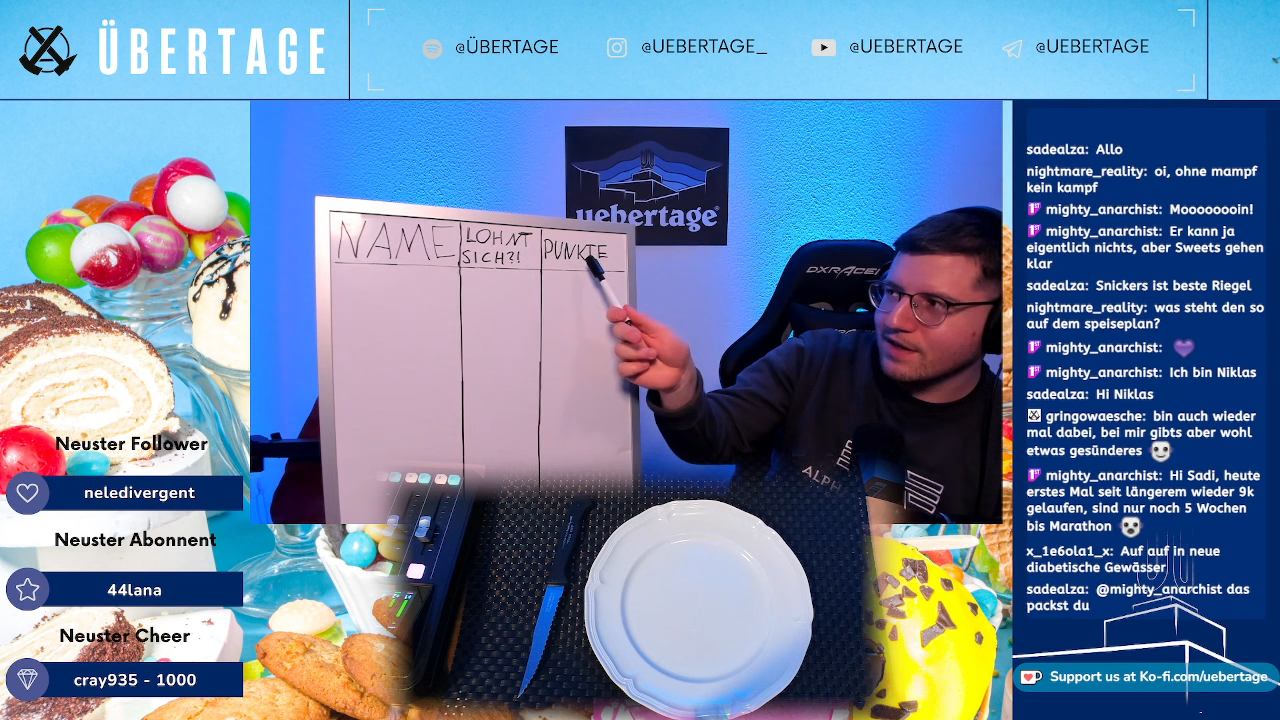 ÜBERTAGE
@ÜBERTAGE
@UEBERTAGE_
@UEBERTAGE
@UEBERTAGE
uebertage
NAME
LOHNT
SICH?!
PUNKTE
DXRACER
ALPH
Neuster Follower
neledivergent
Neuster Abonnent
44lana
Neuster Cheer
cray935 - 1000
sadealza: Allo
nightmare_reality: oi, ohne mampf
kein kampf
mighty_anarchist: Moooooooin!
mighty_anarchist: Er kann ja
eigentlich nichts, aber Sweets gehen
klar
sadealza: Snickers ist beste Riegel
nightmare_reality: was steht den so
auf dem speiseplan?
mighty_anarchist:
mighty_anarchist: Ich bin Niklas
sadealza: Hi Niklas
gringowaesche: bin auch wieder
mal dabei, bei mir gibts aber wohl
etwas gesünderes
mighty_anarchist: Hi Sadi, heute
erstes Mal seit längerem wieder 9k
gelaufen, sind nur noch 5 Wochen
bis Marathon
x_1e6ola1_x: Auf auf in neue
diabetische Gewässer
sadealza: @mighty_anarchist das
packst du
Support us at Ko-fi.com/uebertage